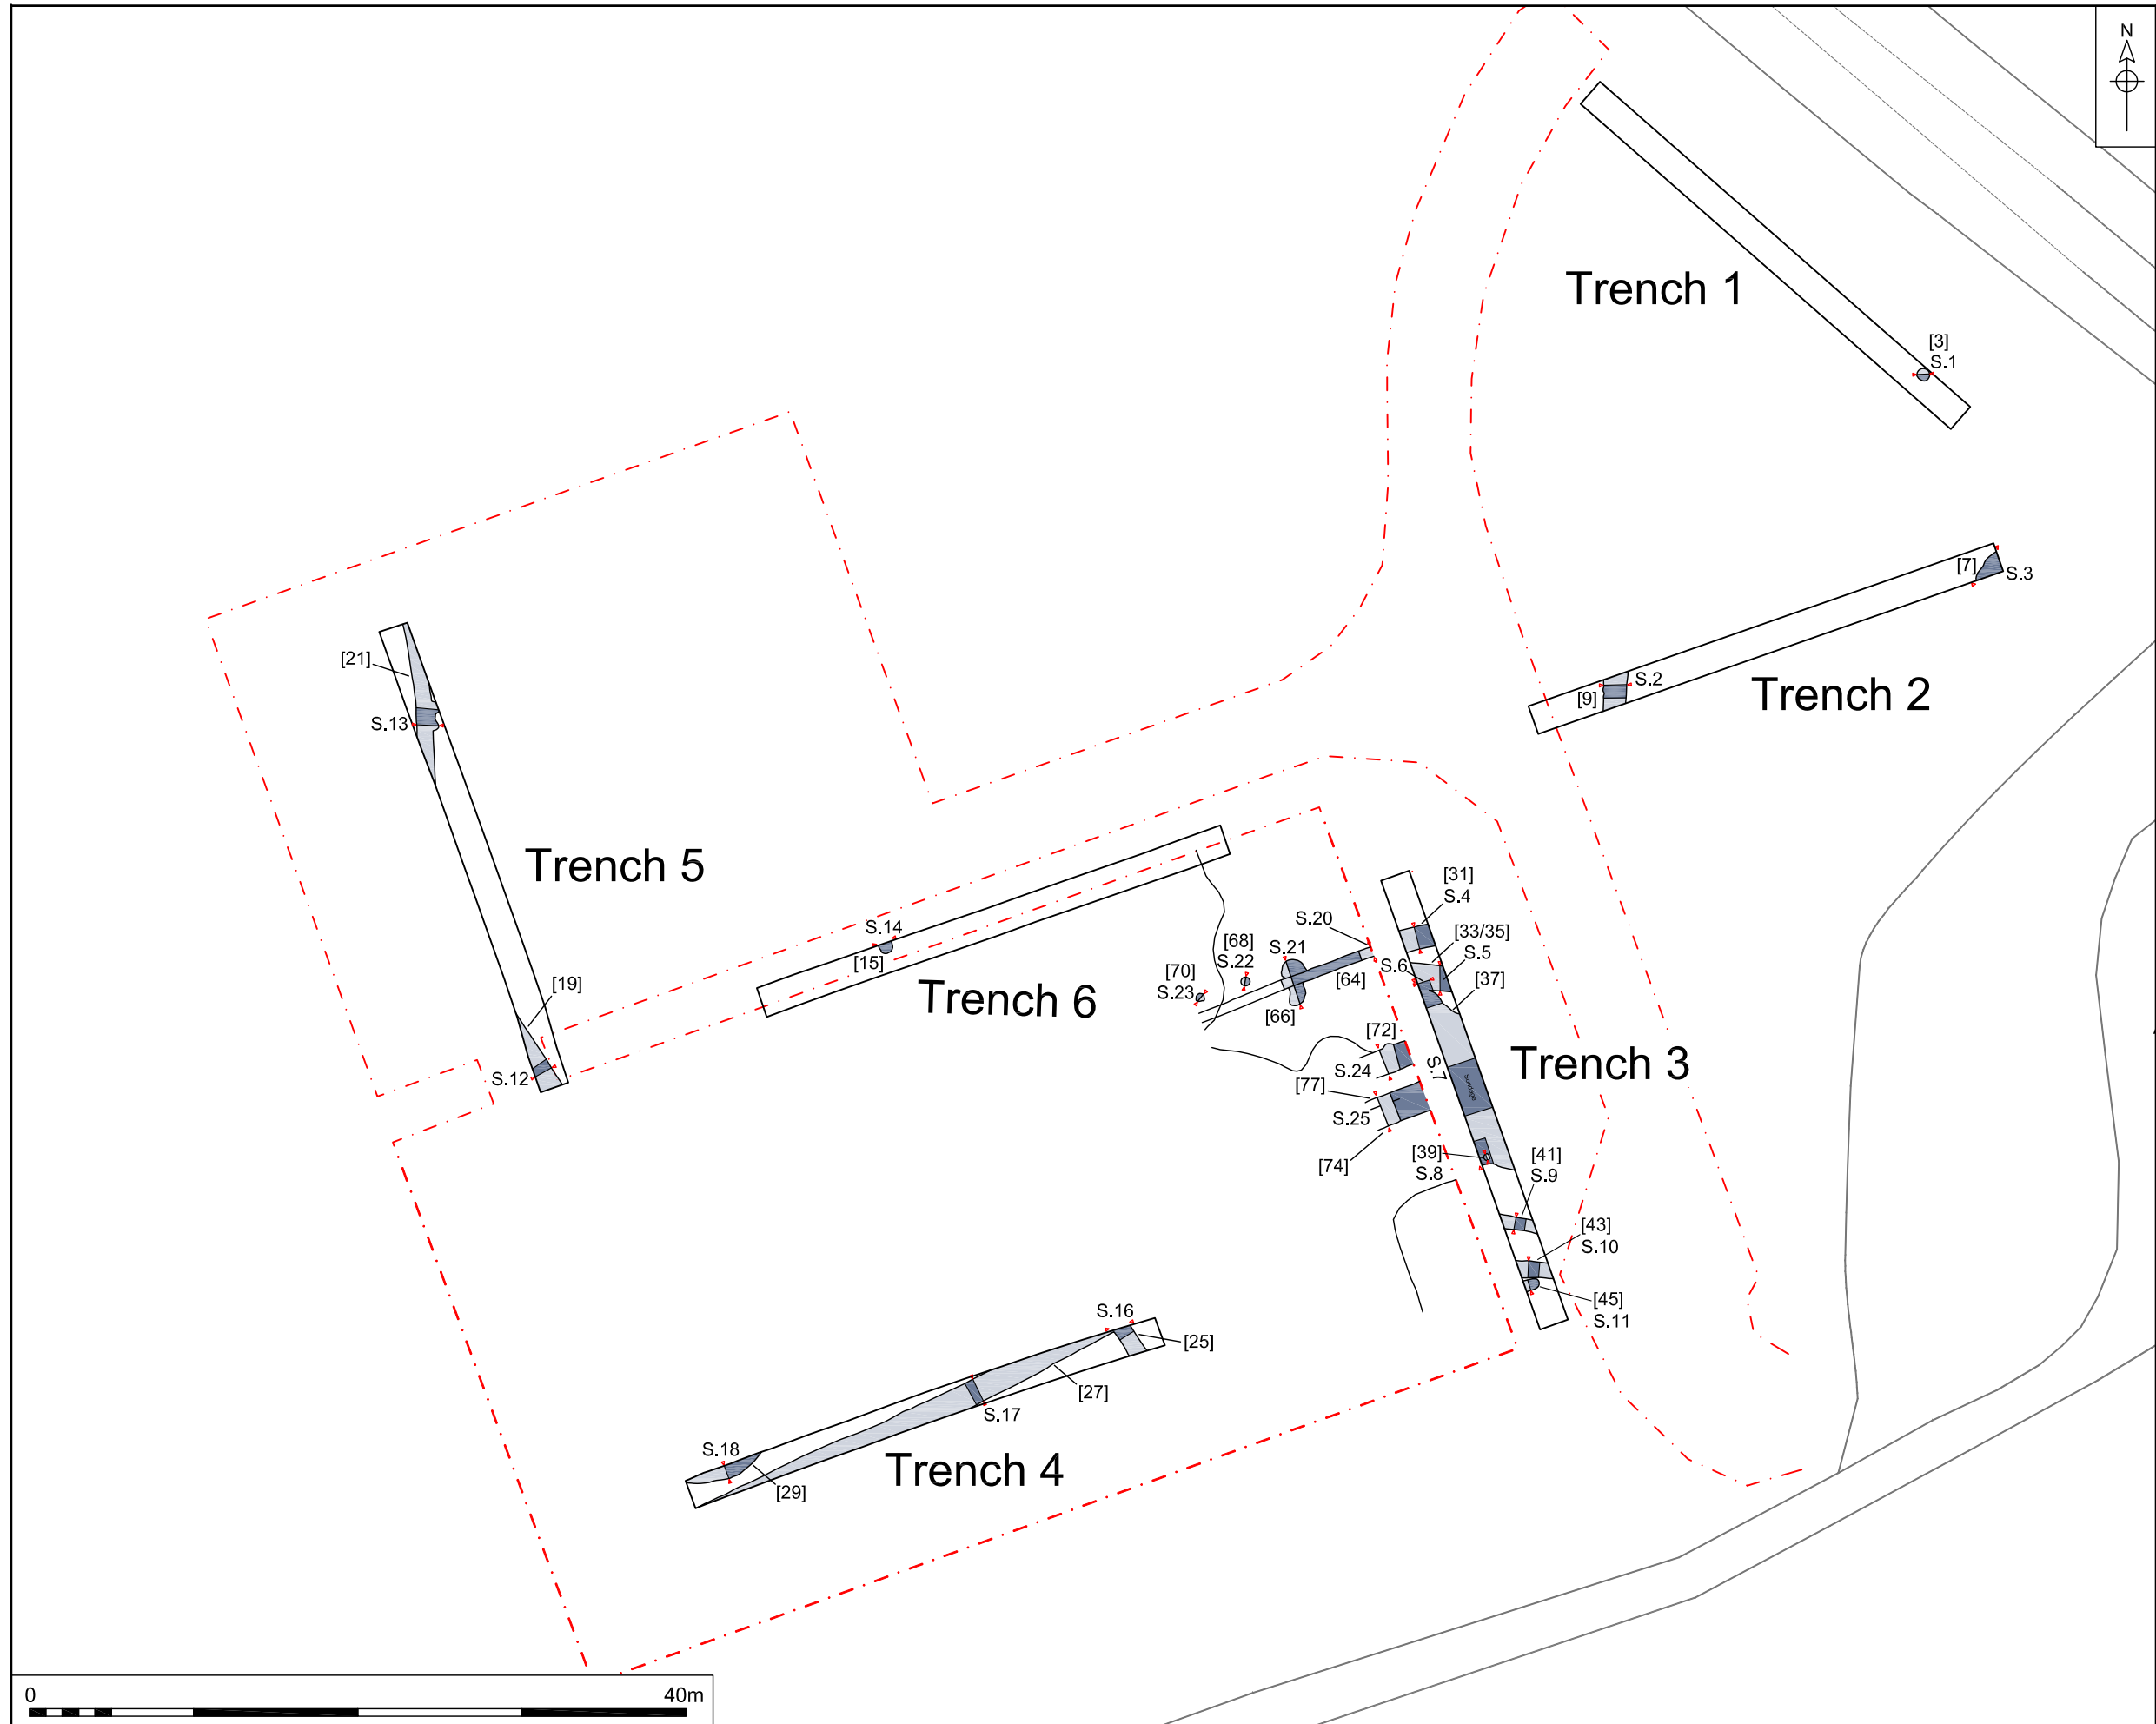 N
Trench 1
[3]
S.1
[7]
S.3
S.2
[9]
Trench 2
[21]
S.13
Trench 5
[19]
S.12
S.14
[15]
Trench 6
[31]
S.4
[33/35]
S.5
S.6
[37]
S.20
[68]
S.22
S.21
[70]
S.23
[64]
[66]
[72]
S.24
S.7
Sondage
Trench 3
[77]
S.25
[74]
[39]
S.8
[41]
S.9
[43]
S.10
[45]
S.11
S.16
[25]
[27]
S.17
S.18
[29]
Trench 4
0
40m